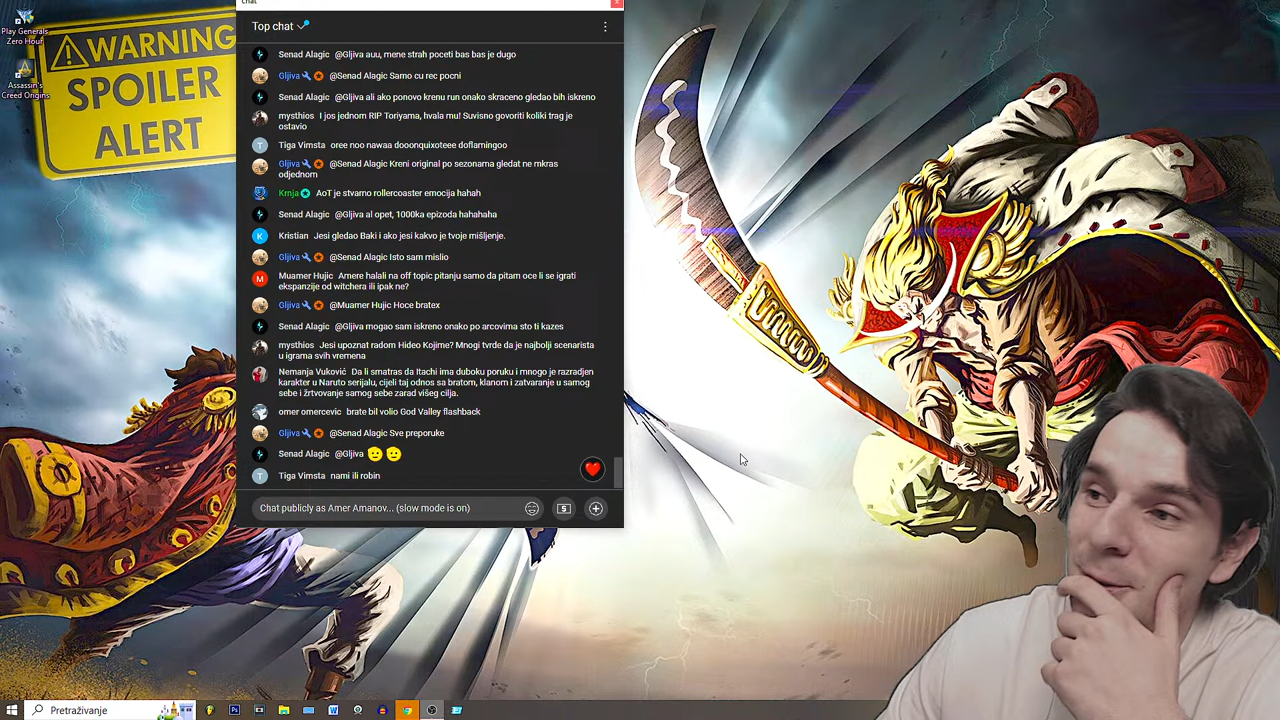 Chat
Play Generals
Zero Hour
Assassin's
Creed Origins
WARNING
SPOILER
ALERT
Top chat
Senad Alagic @Gljiva auu, mene strah poceti bas bas je dugo
Gljiva @Senad Alagic Samo cu rec pocni
Senad Alagic @Gljiva ali ako ponovo krenu run onako skraceno gledao bih iskreno
mysthios I jos jednom RIP Toriyama, hvala mu! Suvisno govoriti koliki trag je
ostavio
T Tiga Vimsta oree noo nawaa dooonquixoteee doflamingoo
Gljiva @Senad Alagic Kreni original po sezonama gledat ne mkras
odjednom
Krnja AoT je stvarno rollercoaster emocija hahah
Senad Alagic @Gljiva al opet, 1000ka epizoda hahahaha
K Kristian Jesi gledao Baki i ako jesi kakvo je tvoje mišljenje.
Gljiva @Senad Alagic Isto sam mislio
M Muamer Hujic Amere halali na off topic pitanju samo da pitam oce li se igrati
ekspanzije od witchera ili ipak ne?
Gljiva @Muamer Hujic Hoce bratex
Senad Alagic @Gljiva mogao sam iskreno onako po arcovima sto ti kazes
mysthios Jesi upoznat radom Hideo Kojime? Mnogi tvrde da je najbolji scenarista
u igrama svih vremena
Nemanja Vuković Da li smatras da Itachi ima duboku poruku i mnogo je razradjen
karakter u Naruto serijalu, cijeli taj odnos sa bratom, klanom i zatvaranje u samog
sebe i žrtvovanje samog sebe zarad višeg cilja.
omer omercevic brate bil volio God Valley flashback
Gljiva @Senad Alagic Sve preporuke
Senad Alagic @Gljiva
T Tiga Vimsta nami ili robin
Chat publicly as Amer Amanov... (slow mode is on)
Pretraživanje